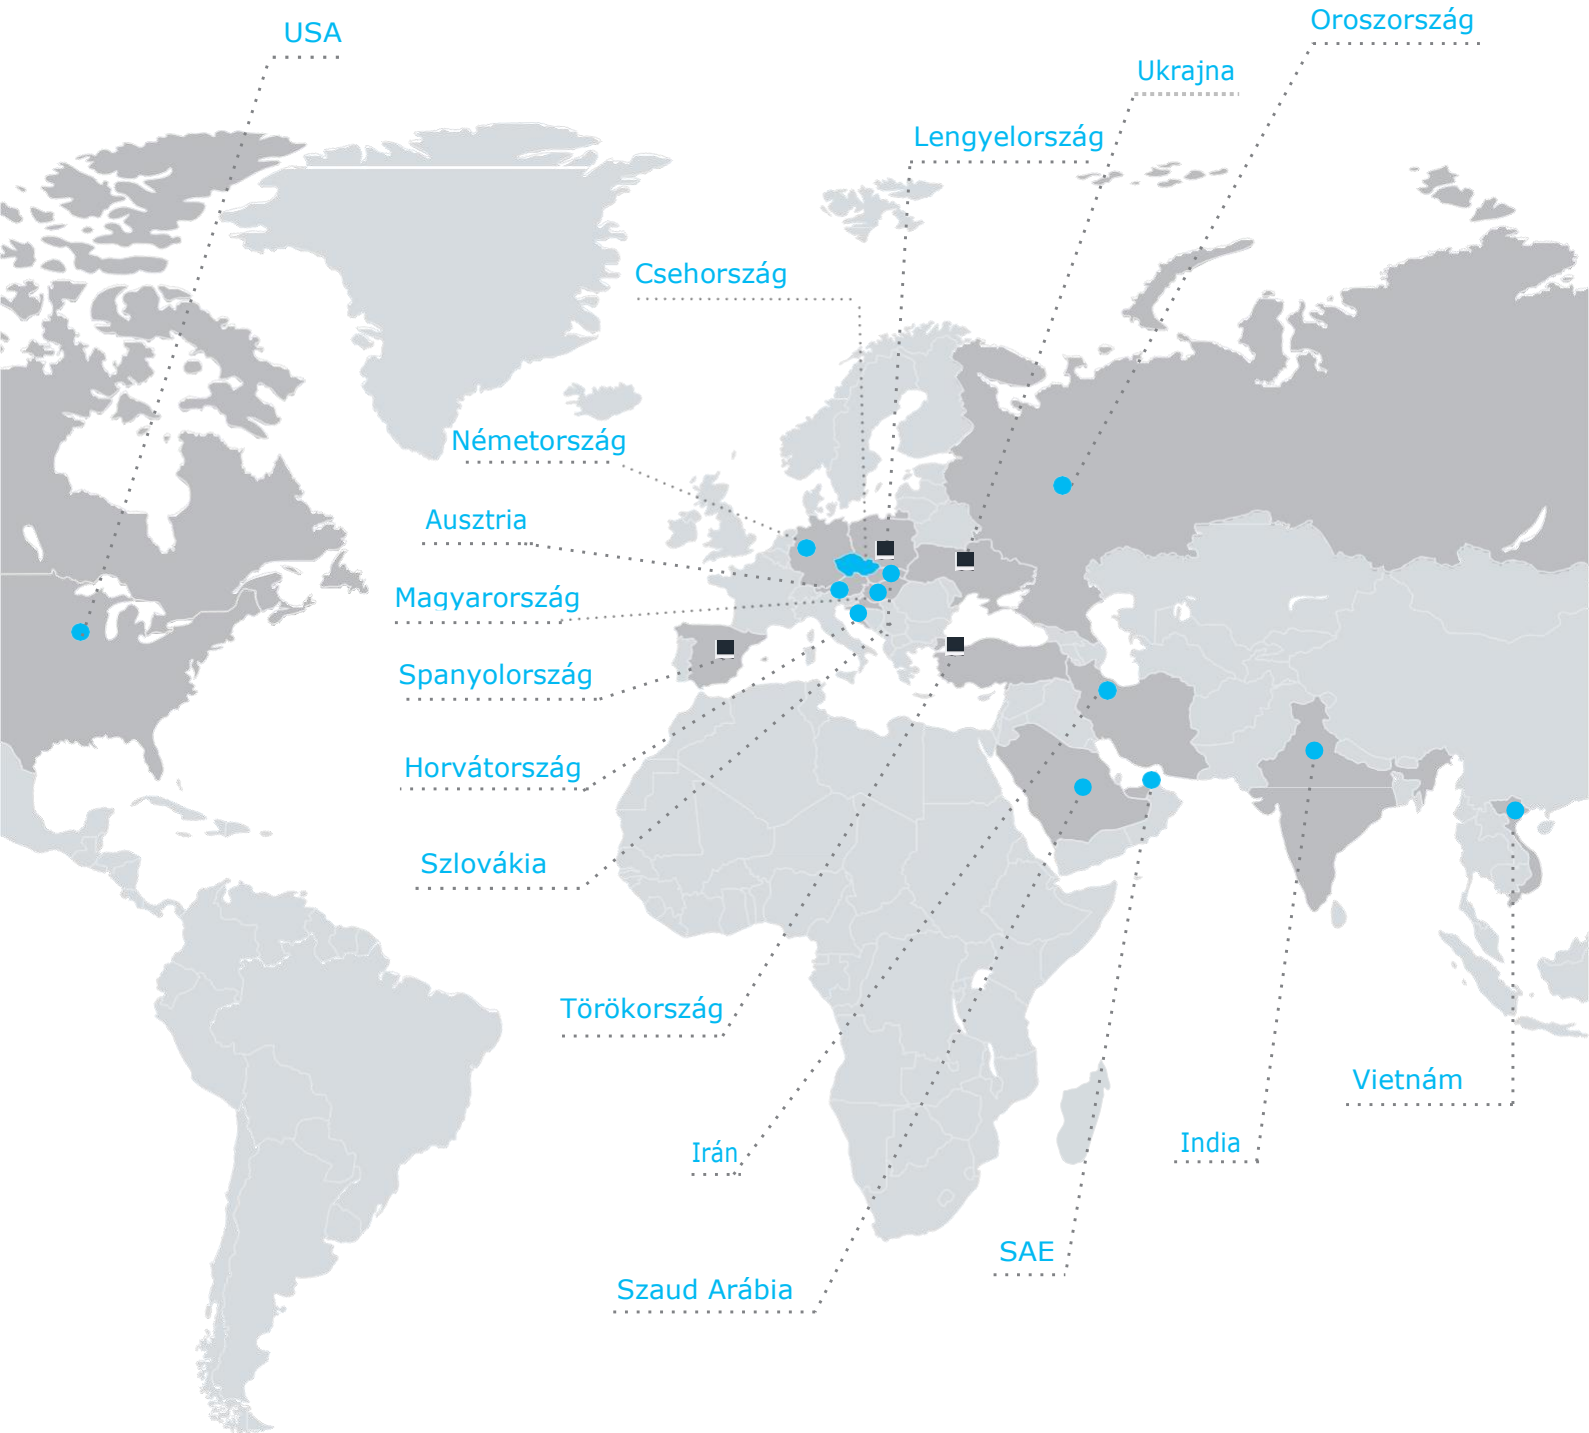 Oroszország
USA
Ukrajna
Lengyelország
Csehország
Németország
Ausztria
Magyarország
Spanyolország
Horvátország
Szlovákia
Törökország
Vietnám
India
Irán
SAE
Szaud Arábia